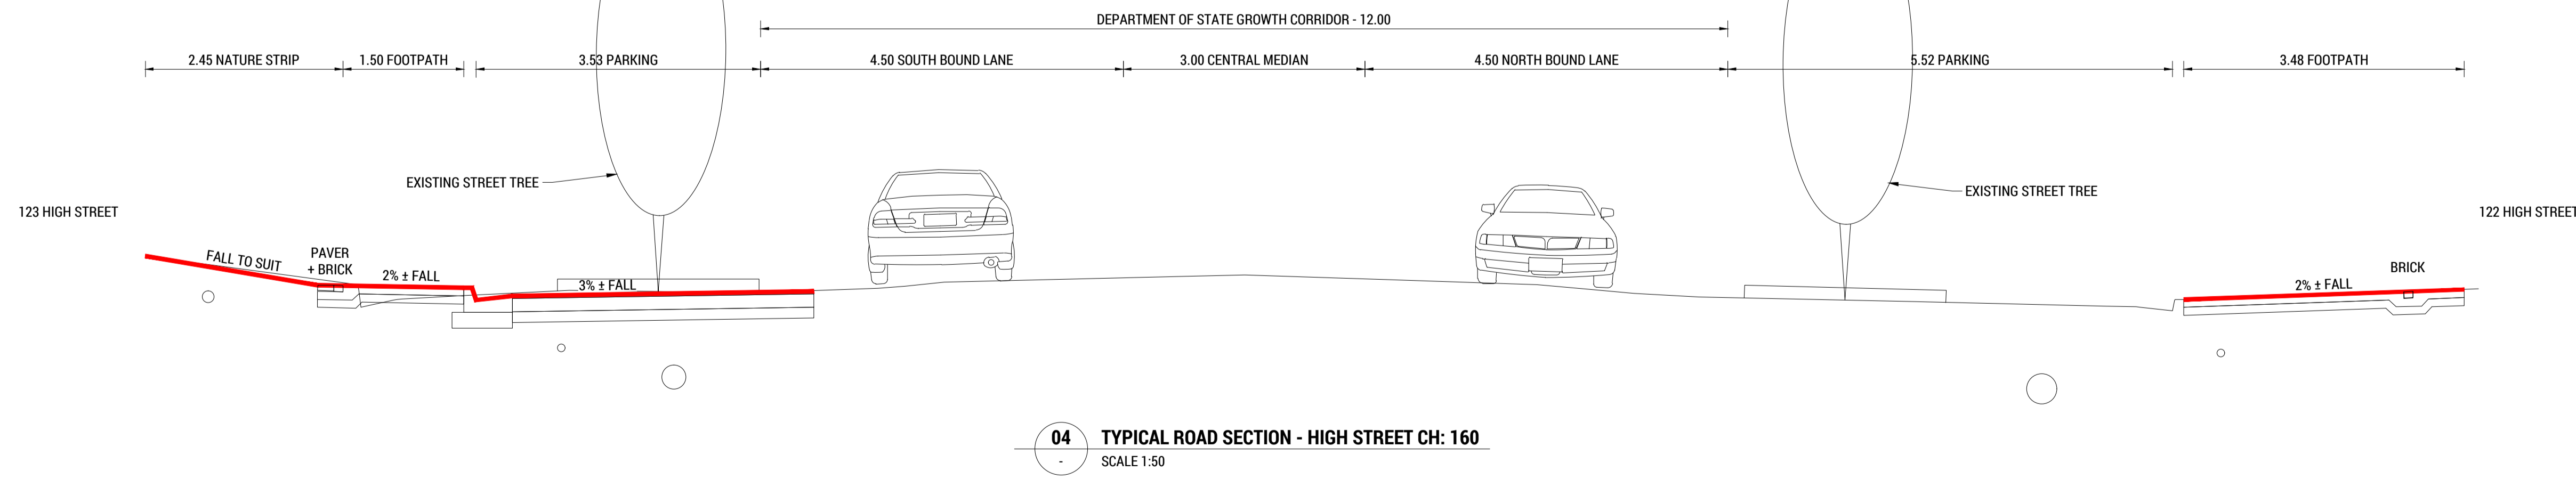 DEPARTMENT OF STATE GROWTH CORRIDOR - 12.00
2.45 NATURE STRIP
1.50 FOOTPATH
3.53 PARKING
4.50 SOUTH BOUND LANE
3.00 CENTRAL MEDIAN
4.50 NORTH BOUND LANE
5.52 PARKING
3.48 FOOTPATH
EXISTING STREET TREE
EXISTING STREET TREE
123 HIGH STREET
122 HIGH STREET
FALL TO SUIT
PAVER
+ BRICK
2% ± FALL
3% ± FALL
BRICK
2% ± FALL
04
-
TYPICAL ROAD SECTION - HIGH STREET CH: 160
SCALE 1:50